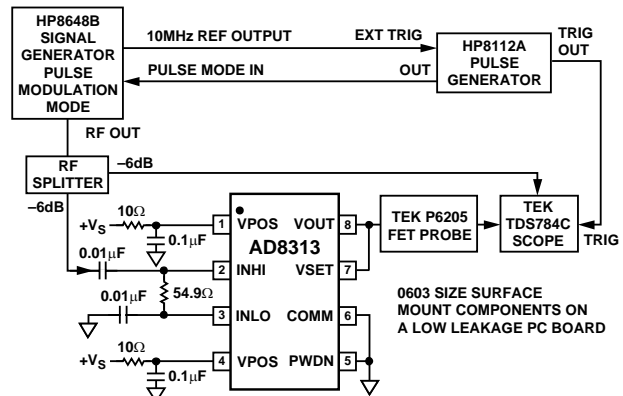 HP8648B
SIGNAL
GENERATOR
PULSE
MODULATION
MODE
10MHz REF OUTPUT
EXT TRIG
HP8112A
PULSE
GENERATOR
TRIG
OUT
PULSE MODE IN
OUT
RF OUT
RF
SPLITTER
–6dB
–6dB
+VS
10Ω
0.1μF
1
VPOS
VOUT
8
AD8313
TEK P6205
FET PROBE
TEK
TDS784C
SCOPE
TRIG
0.01μF
2
INHI
VSET
7
54.9Ω
0.01μF
3
INLO
COMM
6
0603 SIZE SURFACE
MOUNT COMPONENTS ON
A LOW LEAKAGE PC BOARD
+VS
10Ω
0.1μF
4
VPOS
PWDN
5